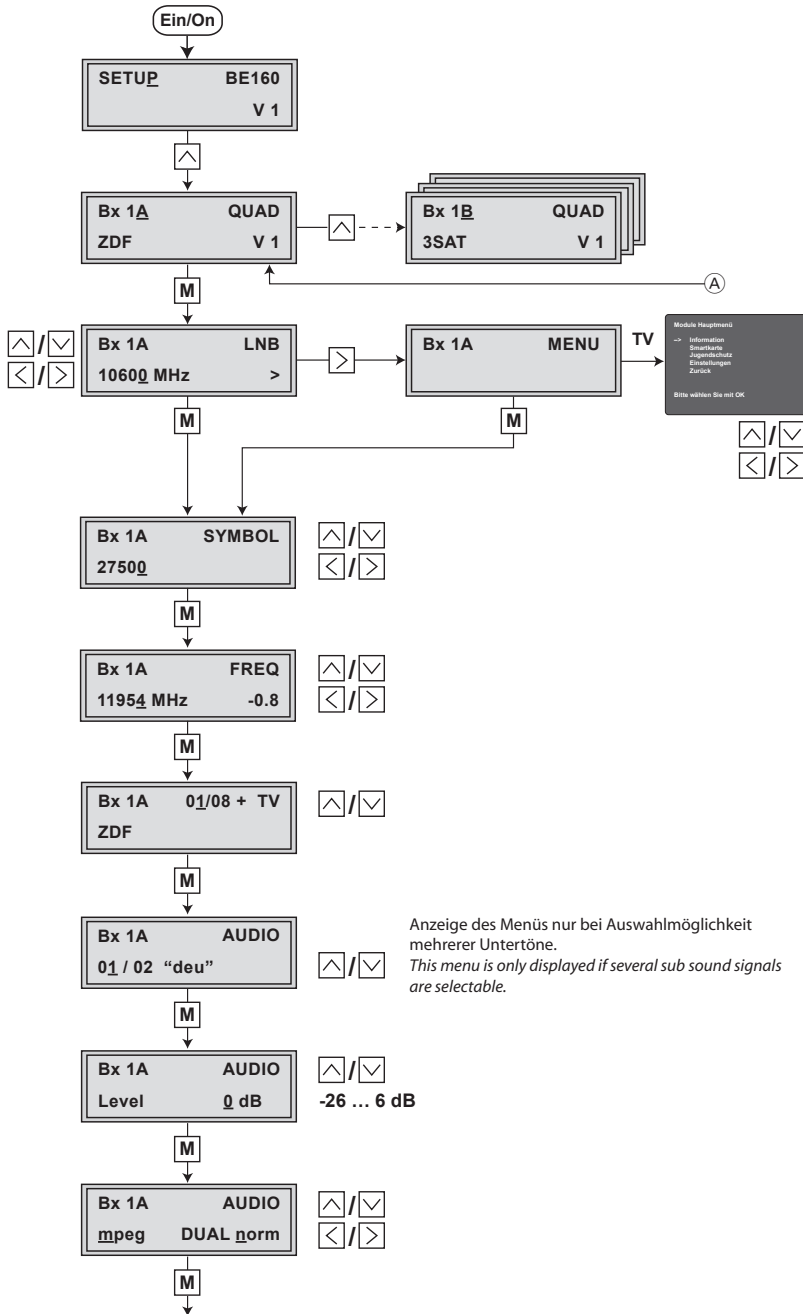 Ein/On
SETUP BE160
V 1
Bx 1A QUAD
ZDF V 1
Bx 1B QUAD
3SAT V 1
A
M
Bx 1A LNB
10600 MHz >
Bx 1A MENU
TV
Module Hauptmenü
-> Information
Smartkarte
Jugendschutz
Einstellungen
Zurück
Bitte wählen Sie mit OK
M
M
Bx 1A SYMBOL
27500
M
Bx 1A FREQ
11954 MHz -0.8
M
Bx 1A 01/08 + TV
ZDF
M
Bx 1A AUDIO
01 / 02 “deu”
Anzeige des Menüs nur bei Auswahlmöglichkeit
mehrerer Untertöne.
This menu is only displayed if several sub sound signals
are selectable.
M
Bx 1A AUDIO
Level 0 dB
-26 … 6 dB
M
Bx 1A AUDIO
mpeg DUAL norm
M